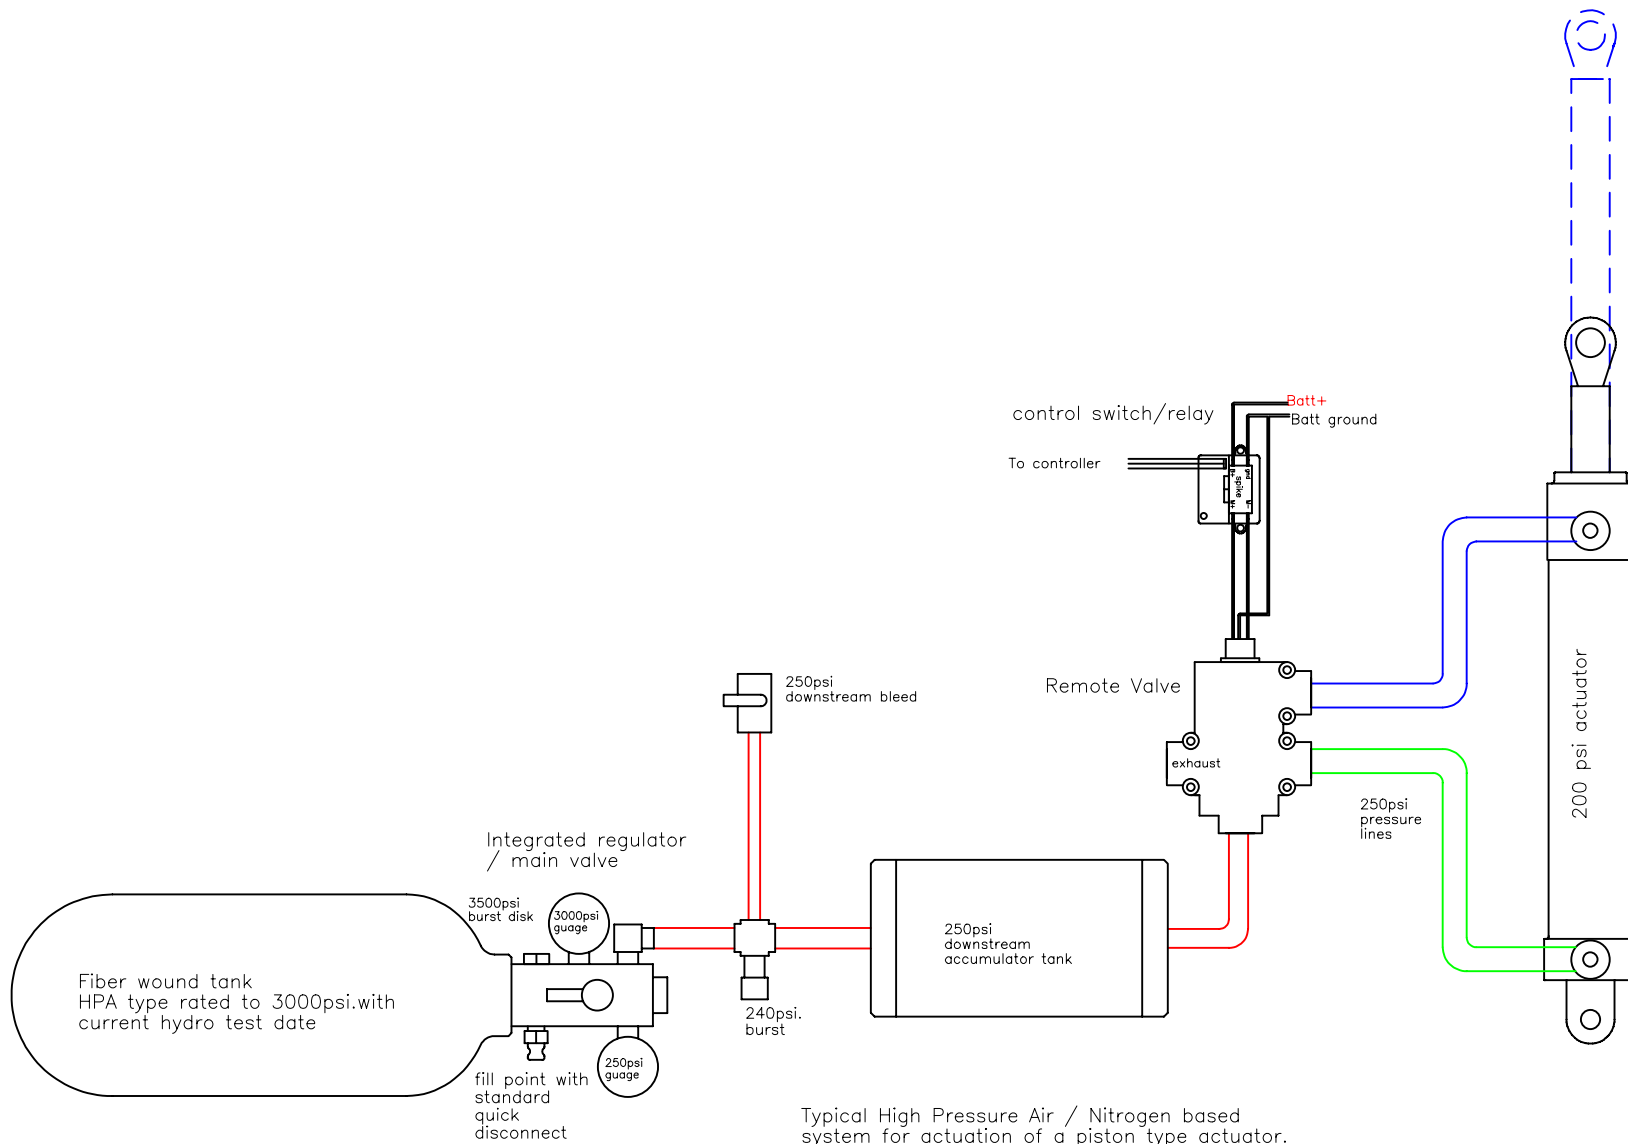 control switch/relay
Batt+
Batt ground
To controller
B+
gnd
spike
M+
M-
250psi
downstream bleed
Remote Valve
exhaust
200 psi actuator
250psi
pressure
lines
Integrated regulator
/ main valve
3500psi
burst disk
3000psi
guage
250psi
downstream
accumulator tank
Fiber wound tank
HPA type rated to 3000psi.with
current hydro test date
240psi.
burst
250psi
guage
fill point with
standard
quick
disconnect
Typical High Pressure Air / Nitrogen based
system for actuation of a piston type actuator.